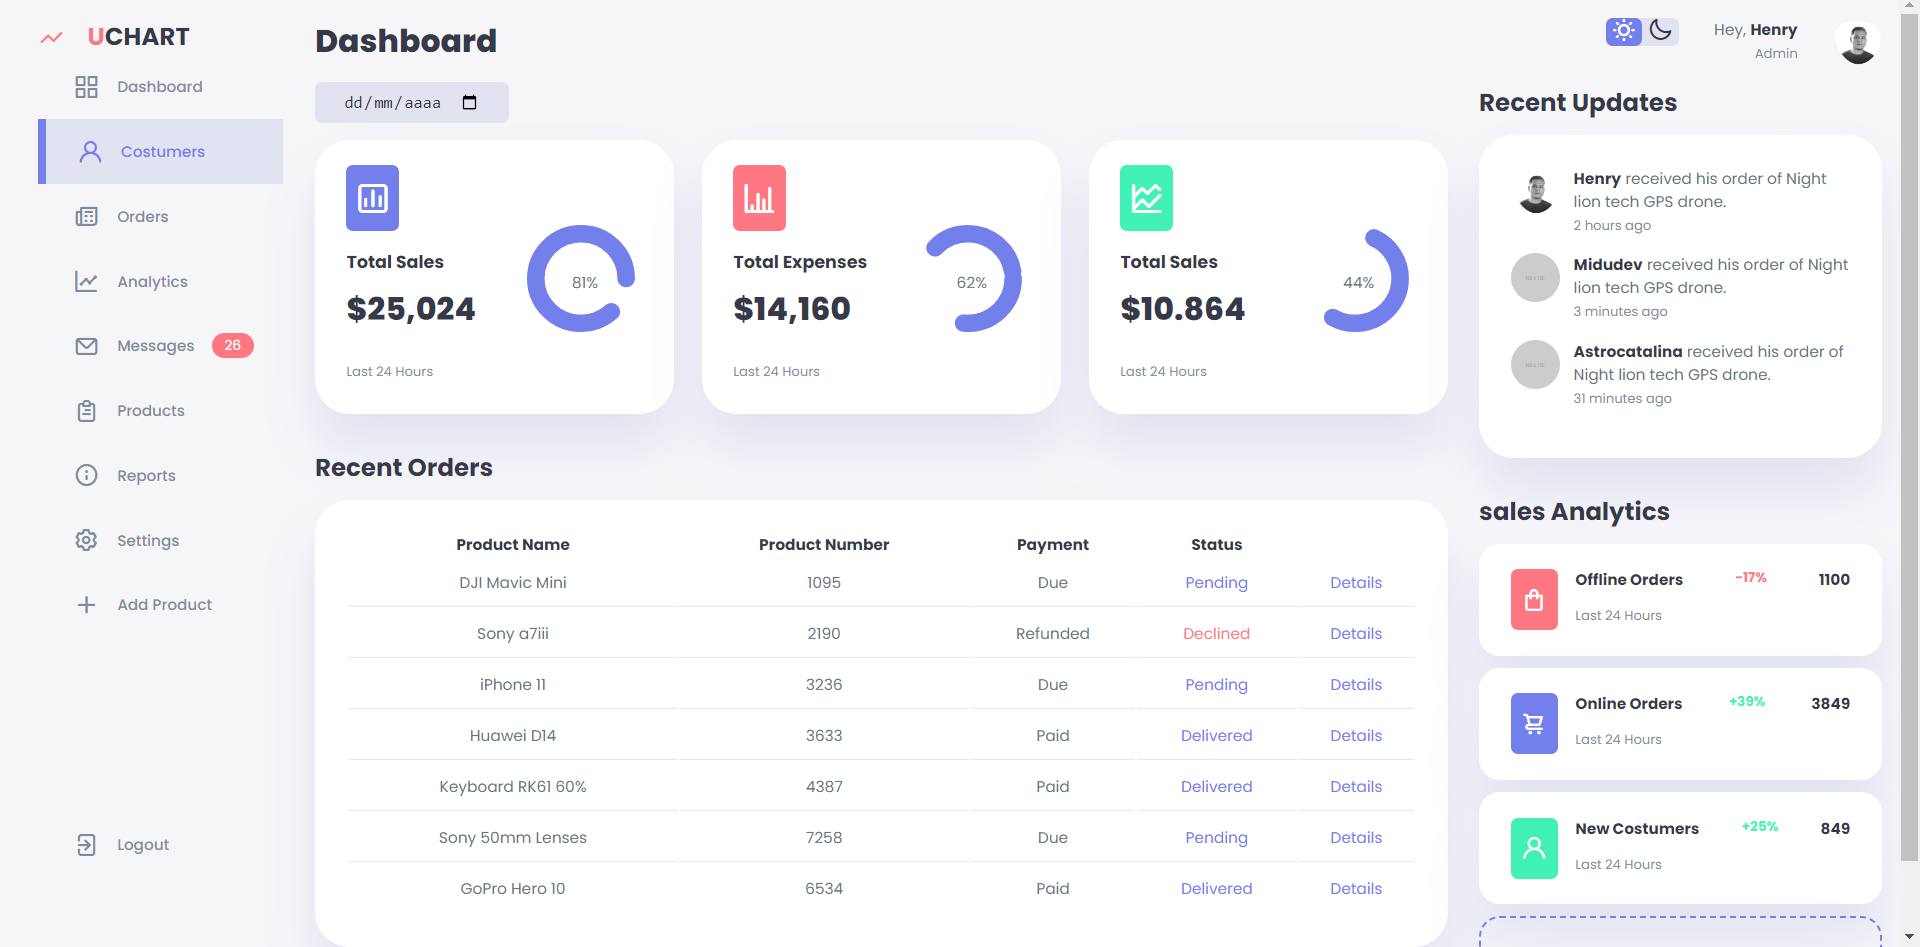 UCHART
Dashboard
Costumers
Orders
Analytics
Messages 26
Products
Reports
Settings
Add Product
Logout
Dashboard
dd/mm/aaaa
Total Sales
$25,024
81%
Last 24 Hours
Total Expenses
$14,160
62%
Last 24 Hours
Total Sales
$10.864
44%
Last 24 Hours
Recent Orders
Product Name Product Number Payment Status
DJI Mavic Mini 1095 Due Pending Details
Sony a7iii 2190 Refunded Declined Details
iPhone 11 3236 Due Pending Details
Huawei D14 3633 Paid Delivered Details
Keyboard RK61 60% 4387 Paid Delivered Details
Sony 50mm Lenses 7258 Due Pending Details
GoPro Hero 10 6534 Paid Delivered Details
Hey, Henry
Admin
Recent Updates
Henry received his order of Night
lion tech GPS drone.
2 hours ago
Midudev received his order of Night
lion tech GPS drone.
3 minutes ago
Astrocatalina received his order of
Night lion tech GPS drone.
31 minutes ago
sales Analytics
Offline Orders -17% 1100
Last 24 Hours
Online Orders +39% 3849
Last 24 Hours
New Costumers +25% 849
Last 24 Hours